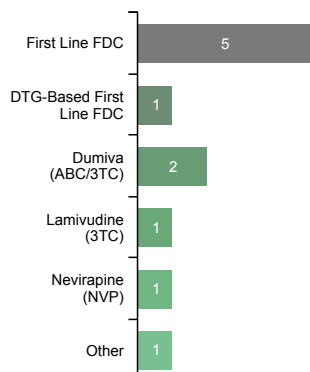 First Line FDC
5
DTG-Based First
Line FDC
1
Dumiva
(ABC/3TC)
2
Lamivudine
(3TC)
1
Nevirapine
(NVP)
1
Other
1